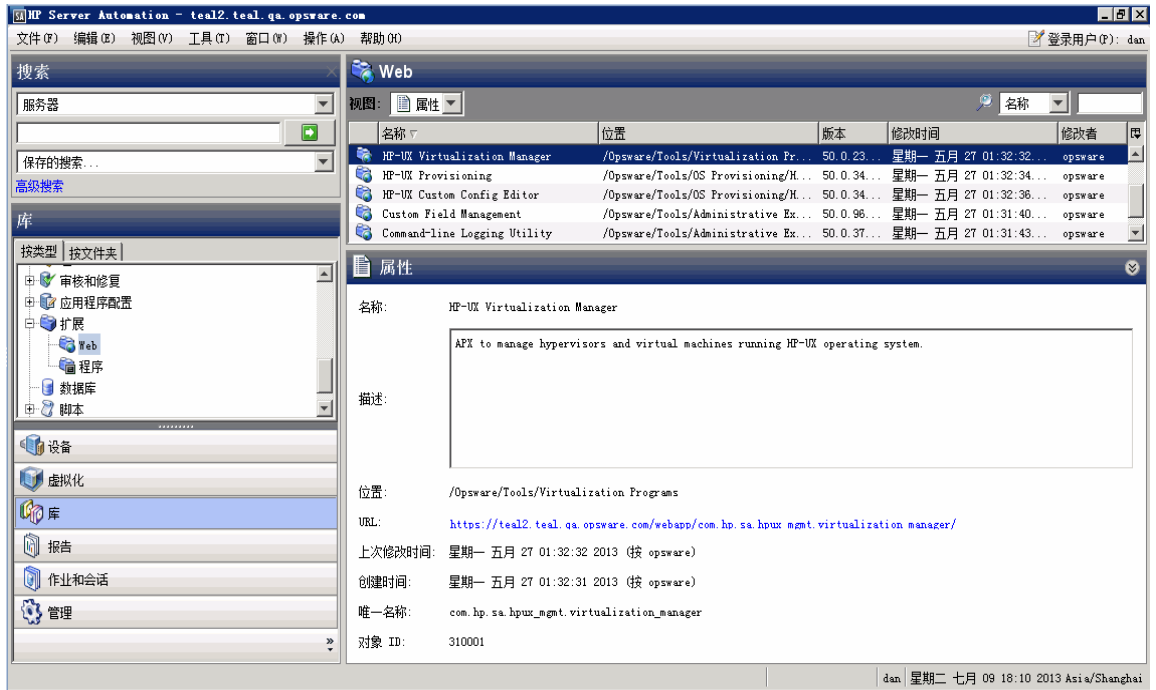 HP Server Automation - teal2.teal.qa.opsware.com
文件(F) 编辑(E) 视图(V) 工具(T) 窗口(W) 操作(A) 帮助(H) 登录用户(P): dan
搜索
服务器
保存的搜索...
高级搜索
库
按类型 按文件夹
审核和修复
应用程序配置
扩展
Web
程序
数据库
脚本
设备
虚拟化
库
报告
作业和会话
管理
Web
视图: 属性 名称
名称 位置 版本 修改时间 修改者
HP-UX Virtualization Manager /Opsware/Tools/Virtualization Pr... 50.0.23... 星期一 五月 27 01:32:32... opsware
HP-UX Provisioning /Opsware/Tools/OS Provisioning/H... 50.0.34... 星期一 五月 27 01:32:34... opsware
HP-UX Custom Config Editor /Opsware/Tools/OS Provisioning/H... 50.0.34... 星期一 五月 27 01:32:36... opsware
Custom Field Management /Opsware/Tools/Administrative Ex... 50.0.96... 星期一 五月 27 01:31:40... opsware
Command-line Logging Utility /Opsware/Tools/Administrative Ex... 50.0.37... 星期一 五月 27 01:31:43... opsware
属性
名称: HP-UX Virtualization Manager
描述: APX to manage hypervisors and virtual machines running HP-UX operating system.
位置: /Opsware/Tools/Virtualization Programs
URL: https://teal2.teal.qa.opsware.com/webapp/com.hp.sa.hpux_mgmt.virtualization_manager/
上次修改时间: 星期一 五月 27 01:32:32 2013 (按 opsware)
创建时间: 星期一 五月 27 01:32:31 2013 (按 opsware)
唯一名称: com.hp.sa.hpux_mgmt.virtualization_manager
对象 ID: 310001
dan 星期二 七月 09 18:10 2013 Asia/Shanghai